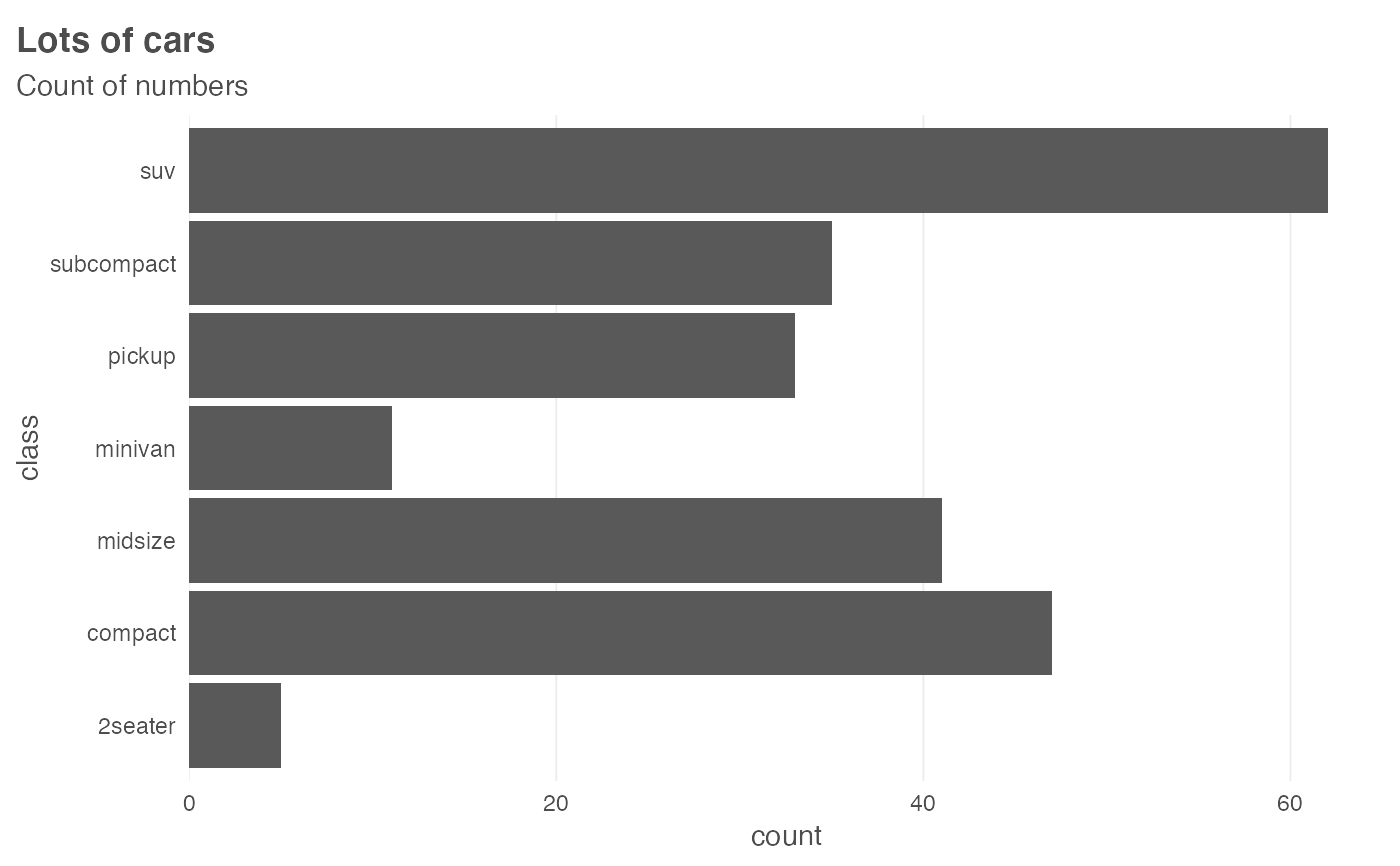 Lots of cars
Count of numbers
suv
subcompact
pickup
minivan
midsize
compact
2seater
class
0 20 40 60
count